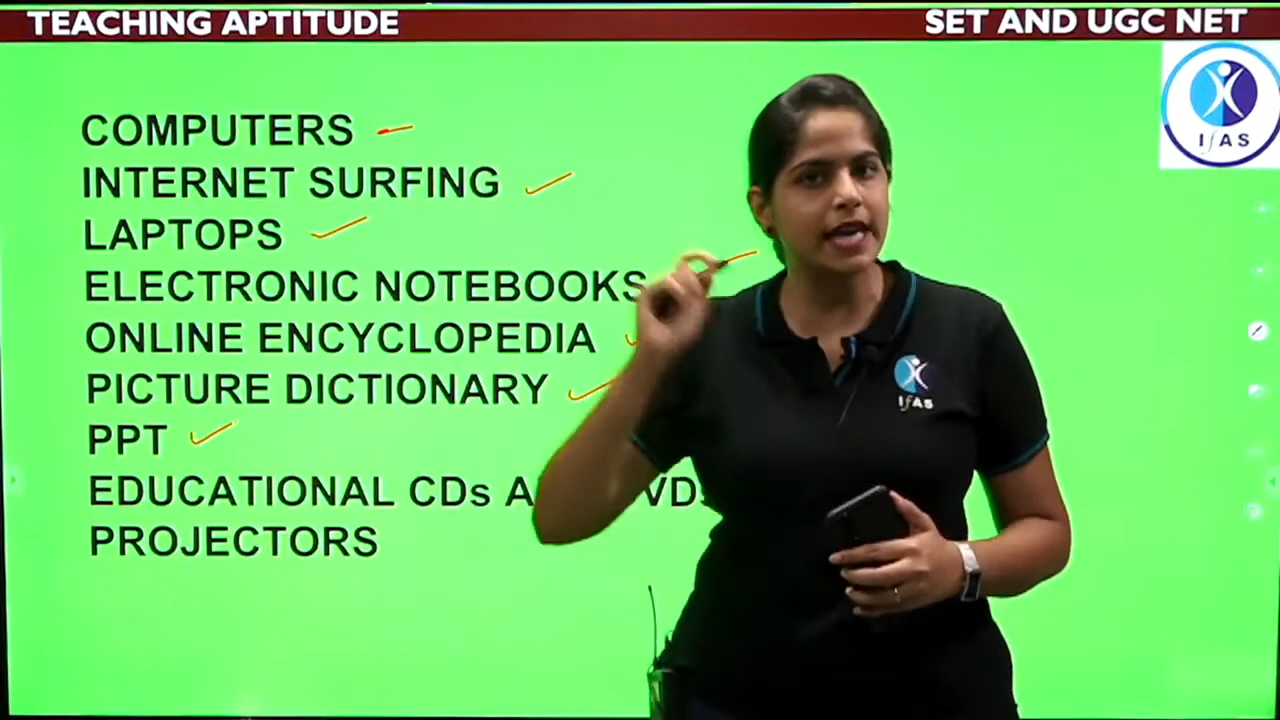 TEACHING APTITUDE
SET AND UGC NET
IfAS
COMPUTERS
INTERNET SURFING
LAPTOPS
ELECTRONIC NOTEBOOKS
ONLINE ENCYCLOPEDIA
PICTURE DICTIONARY
PPT
EDUCATIONAL CDs
PROJECTORS
IfAS